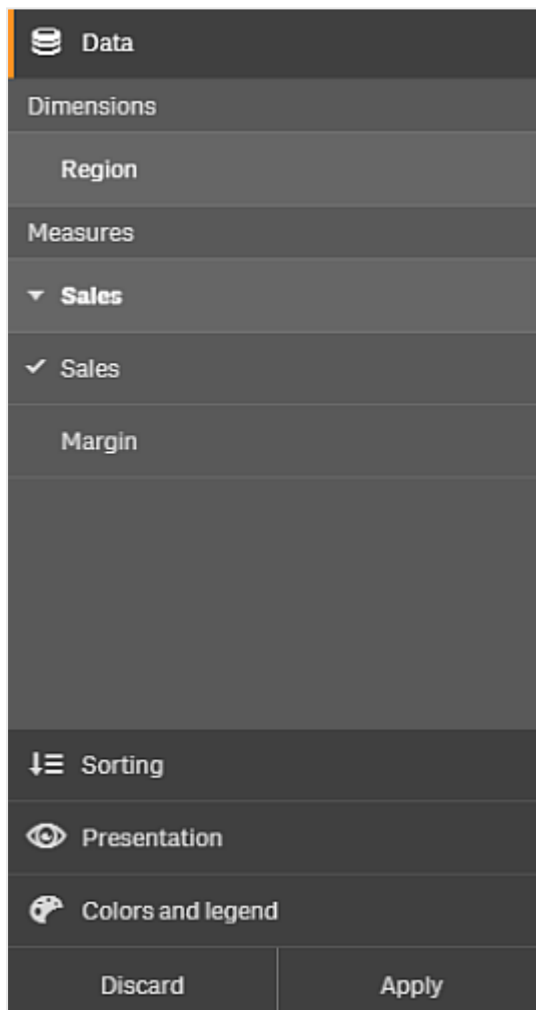 Data
Dimensions
Region
Measures
Sales
Sales
Margin
Sorting
Presentation
Colors and legend
Discard Apply